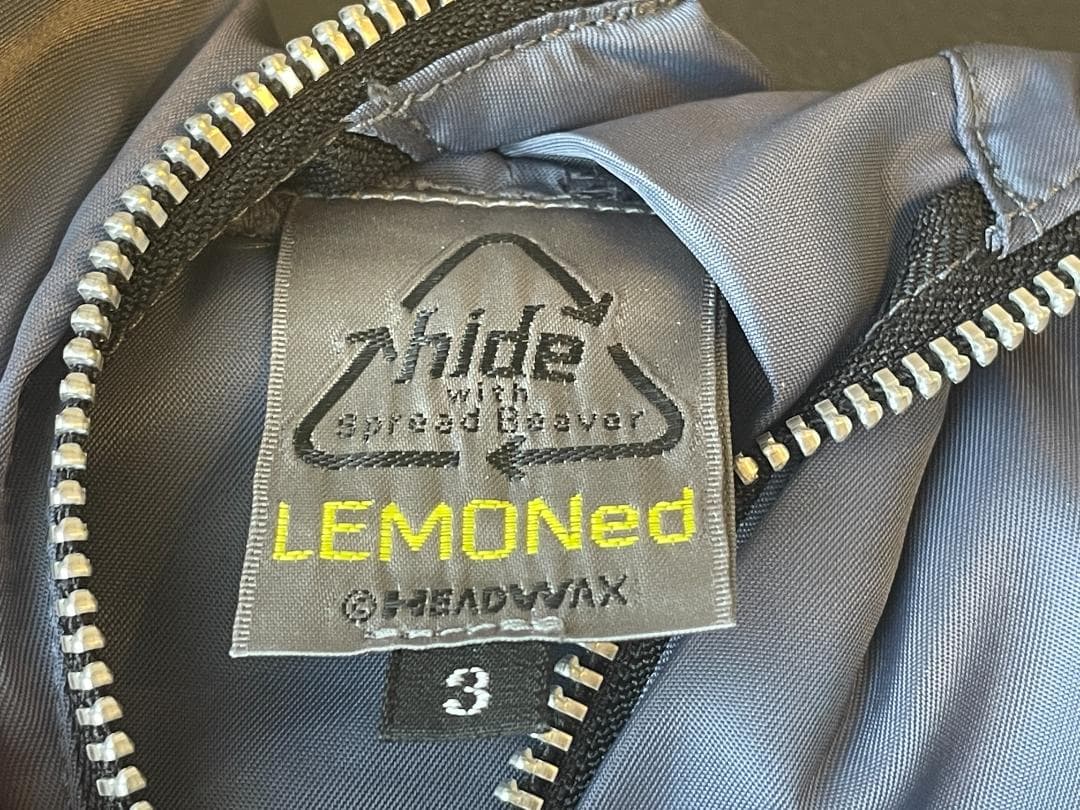 hide
with
spread Beaver
LEMONed
© HEADWAX
3